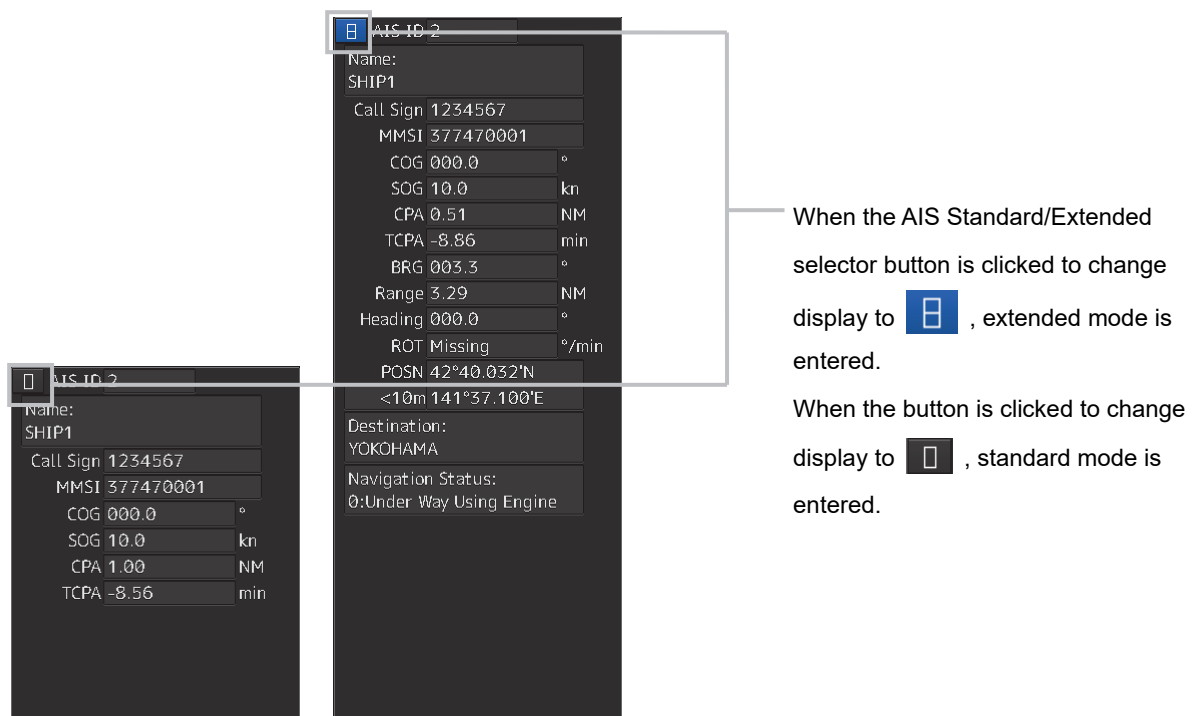 AIS ID 2
Name:
SHIP1
Call Sign 1234567
MMSI 377470001
COG 000.0 °
SOG 10.0 kn
CPA 0.51 NM
TCPA -8.86 min
BRG 003.3 °
Range 3.29 NM
Heading 000.0 °
ROT Missing °/min
POSN 42°40.032'N
<10m 141°37.100'E
Destination:
YOKOHAMA
Navigation Status:
0:Under Way Using Engine
AIS ID 2
Name:
SHIP1
Call Sign 1234567
MMSI 377470001
COG 000.0 °
SOG 10.0 kn
CPA 1.00 NM
TCPA -8.56 min
When the AIS Standard/Extended
selector button is clicked to change
display to , extended mode is
entered.
When the button is clicked to change
display to , standard mode is
entered.